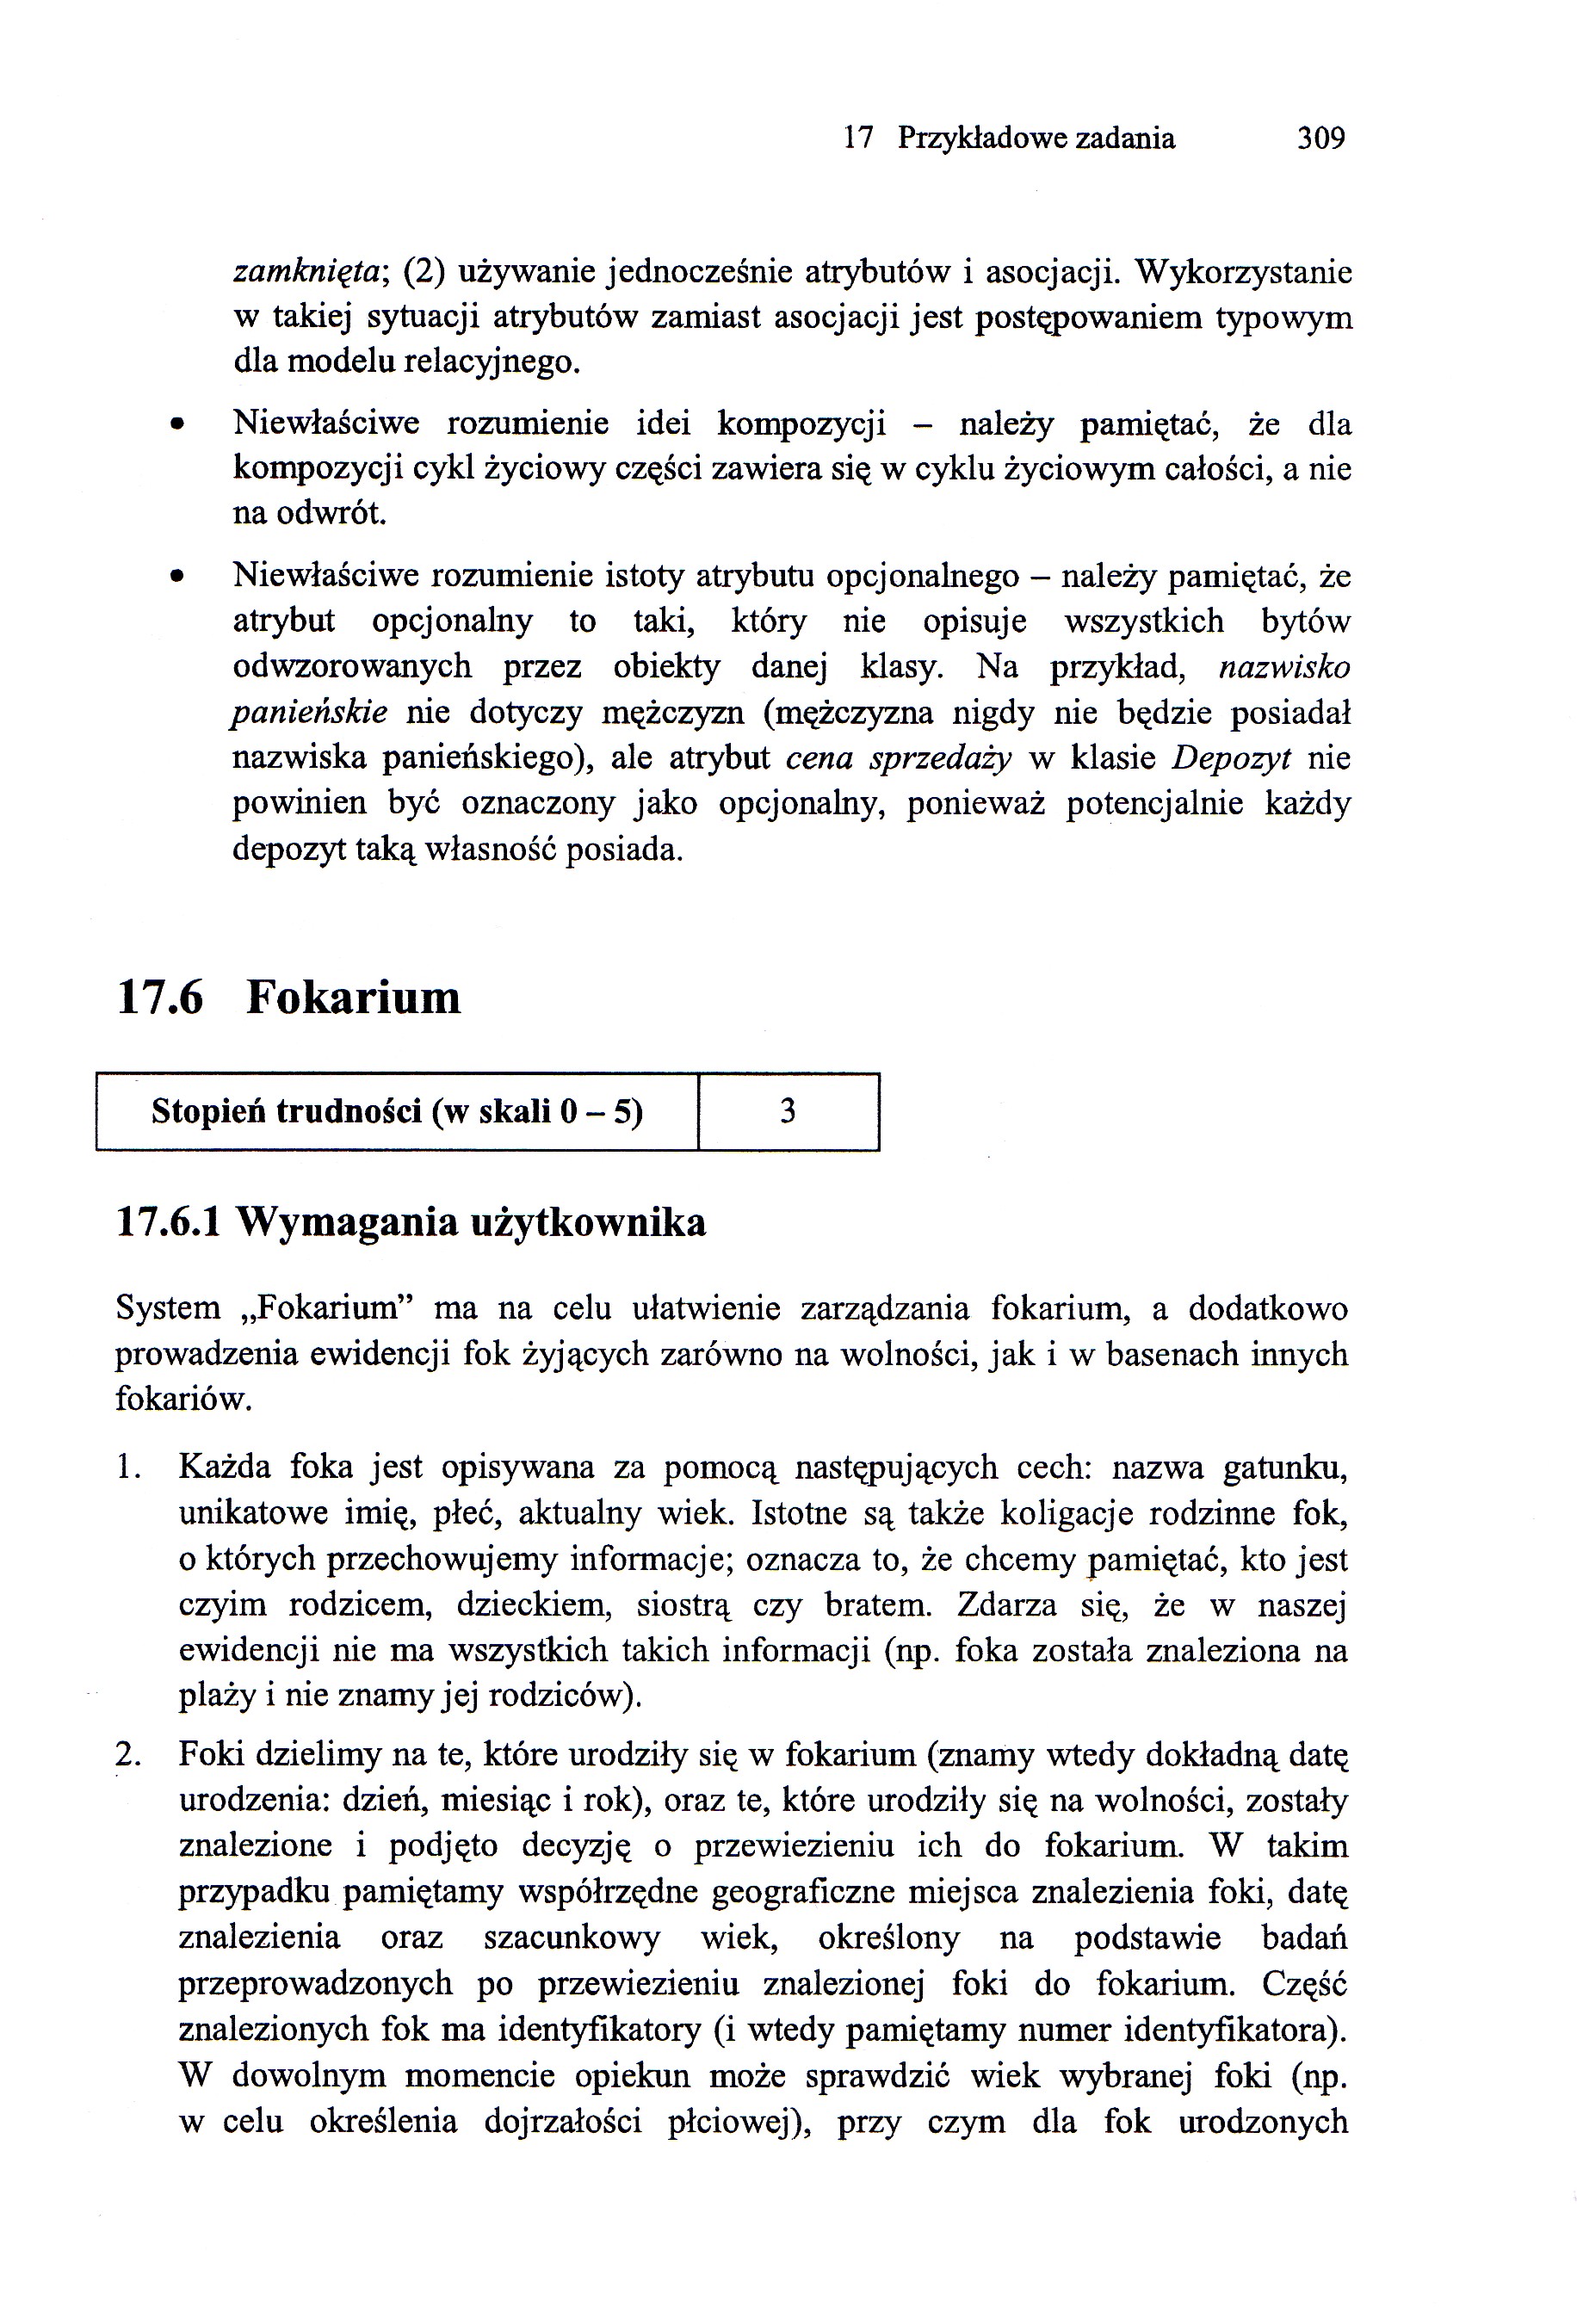 17 Przykładowe zadania 309
zamknięta; (2) używanie jednocześnie atrybutów i asocjacji. Wykorzystanie
w takiej sytuacji atrybutów zamiast asocjacji jest postępowaniem typowym
dla modelu relacyjnego.
• Niewłaściwe rozumienie idei kompozycji – należy pamiętać, że dla
kompozycji cykl życiowy części zawiera się w cyklu życiowym całości, a nie
na odwrót.
• Niewłaściwe rozumienie istoty atrybutu opcjonalnego – należy pamiętać, że
atrybut opcjonalny to taki, który nie opisuje wszystkich bytów
odwzorowanych przez obiekty danej klasy. Na przykład, nazwisko
panieńskie nie dotyczy mężczyzn (mężczyzna nigdy nie będzie posiadał
nazwiska panieńskiego), ale atrybut cena sprzedaży w klasie Depozyt nie
powinien być oznaczony jako opcjonalny, ponieważ potencjalnie każdy
depozyt taką własność posiada.
17.6 Fokarium
Stopień trudności (w skali 0 – 5) 3
17.6.1 Wymagania użytkownika
System „Fokarium” ma na celu ułatwienie zarządzania fokarium, a dodatkowo
prowadzenia ewidencji fok żyjących zarówno na wolności, jak i w basenach innych
fokariów.
1. Każda foka jest opisywana za pomocą następujących cech: nazwa gatunku,
unikatowe imię, płeć, aktualny wiek. Istotne są także koligacje rodzinne fok,
o których przechowujemy informacje; oznacza to, że chcemy pamiętać, kto jest
czyim rodzicem, dzieckiem, siostrą czy bratem. Zdarza się, że w naszej
ewidencji nie ma wszystkich takich informacji (np. foka została znaleziona na
plaży i nie znamy jej rodziców).
2. Foki dzielimy na te, które urodziły się w fokarium (znamy wtedy dokładną datę
urodzenia: dzień, miesiąc i rok), oraz te, które urodziły się na wolności, zostały
znalezione i podjęto decyzję o przewiezieniu ich do fokarium. W takim
przypadku pamiętamy współrzędne geograficzne miejsca znalezienia foki, datę
znalezienia oraz szacunkowy wiek, określony na podstawie badań
przeprowadzonych po przewiezieniu znalezionej foki do fokarium. Część
znalezionych fok ma identyfikatory (i wtedy pamiętamy numer identyfikatora).
W dowolnym momencie opiekun może sprawdzić wiek wybranej foki (np.
w celu określenia dojrzałości płciowej), przy czym dla fok urodzonych